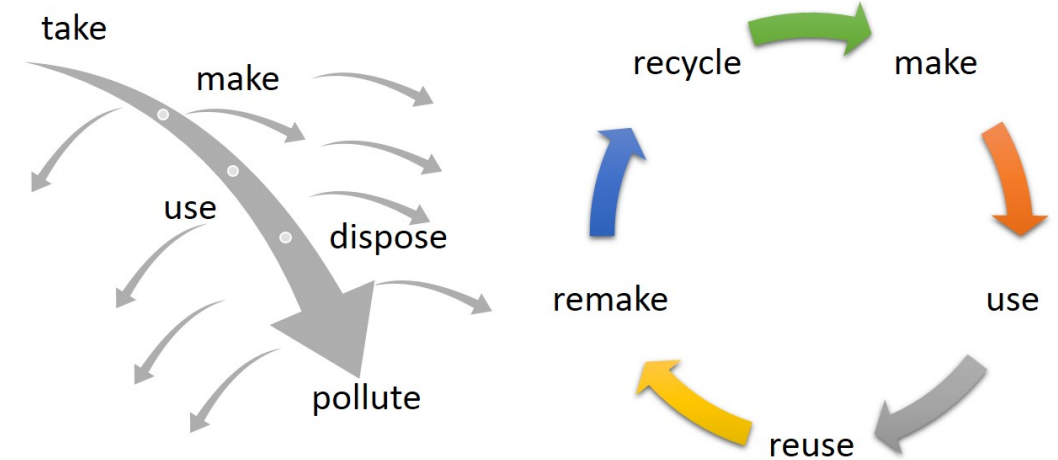 take
make
use
dispose
pollute
recycle
make
use
reuse
remake